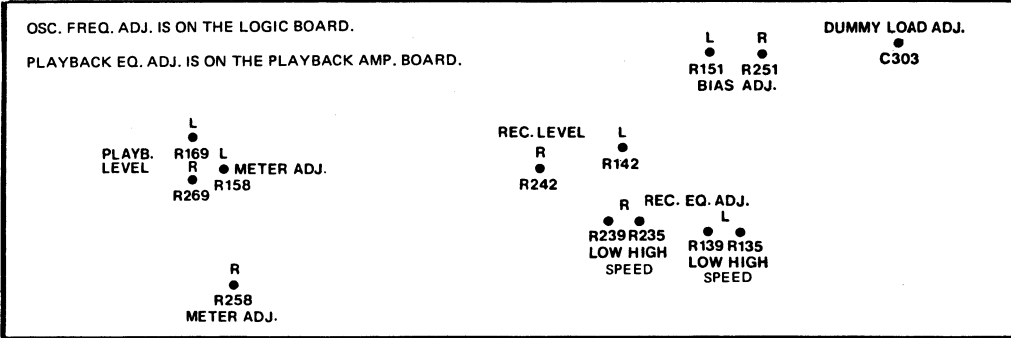 OSC. FREQ. ADJ. IS ON THE LOGIC BOARD.
PLAYBACK EQ. ADJ. IS ON THE PLAYBACK AMP. BOARD.
L R
R151 R251
BIAS ADJ.
DUMMY LOAD ADJ.
C303
L
PLAYB. R169
LEVEL R
R269
L
METER ADJ.
R158
REC. LEVEL
R
R242
L
R142
REC. EQ. ADJ.
R
R239 R235
LOW HIGH
SPEED
L
R139 R135
LOW HIGH
SPEED
R
R258
METER ADJ.